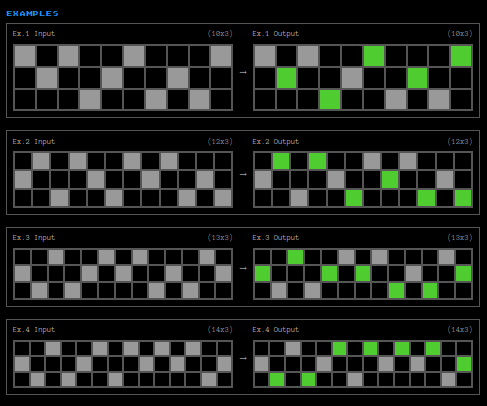 EXAMPLES
Ex.1 Input (10x3)
Ex.1 Output (10x3)
→
Ex.2 Input (12x3)
Ex.2 Output (12x3)
→
Ex.3 Input (13x3)
Ex.3 Output (13x3)
→
Ex.4 Input (14x3)
Ex.4 Output (14x3)
→